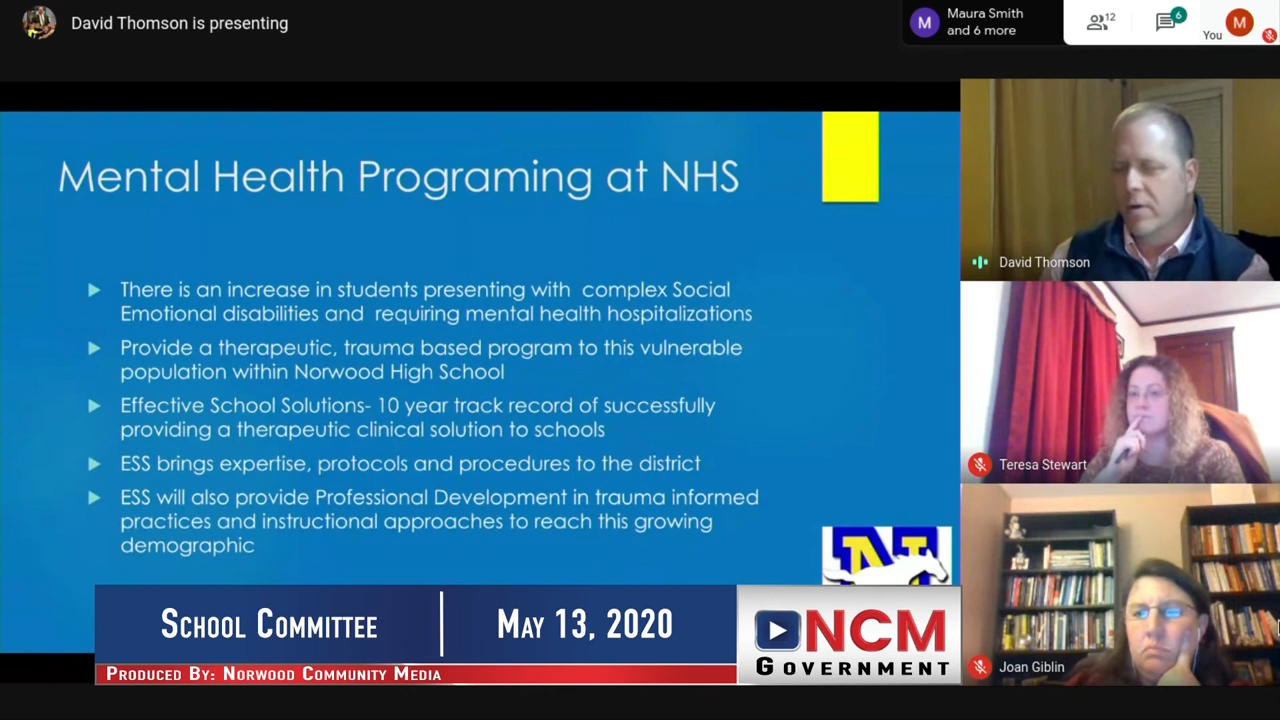 David Thomson is presenting
M
Maura Smith
and 6 more
12
6
You
M
Mental Health Programing at NHS
There is an increase in students presenting with complex Social
Emotional disabilities and requiring mental health hospitalizations
Provide a therapeutic, trauma based program to this vulnerable
population within Norwood High School
Effective School Solutions- 10 year track record of successfully
providing a therapeutic clinical solution to schools
ESS brings expertise, protocols and procedures to the district
ESS will also provide Professional Development in trauma informed
practices and instructional approaches to reach this growing
demographic
N
David Thomson
Teresa Stewart
Joan Giblin
School Committee
May 13, 2020
NCM
Government
Produced By: Norwood Community Media